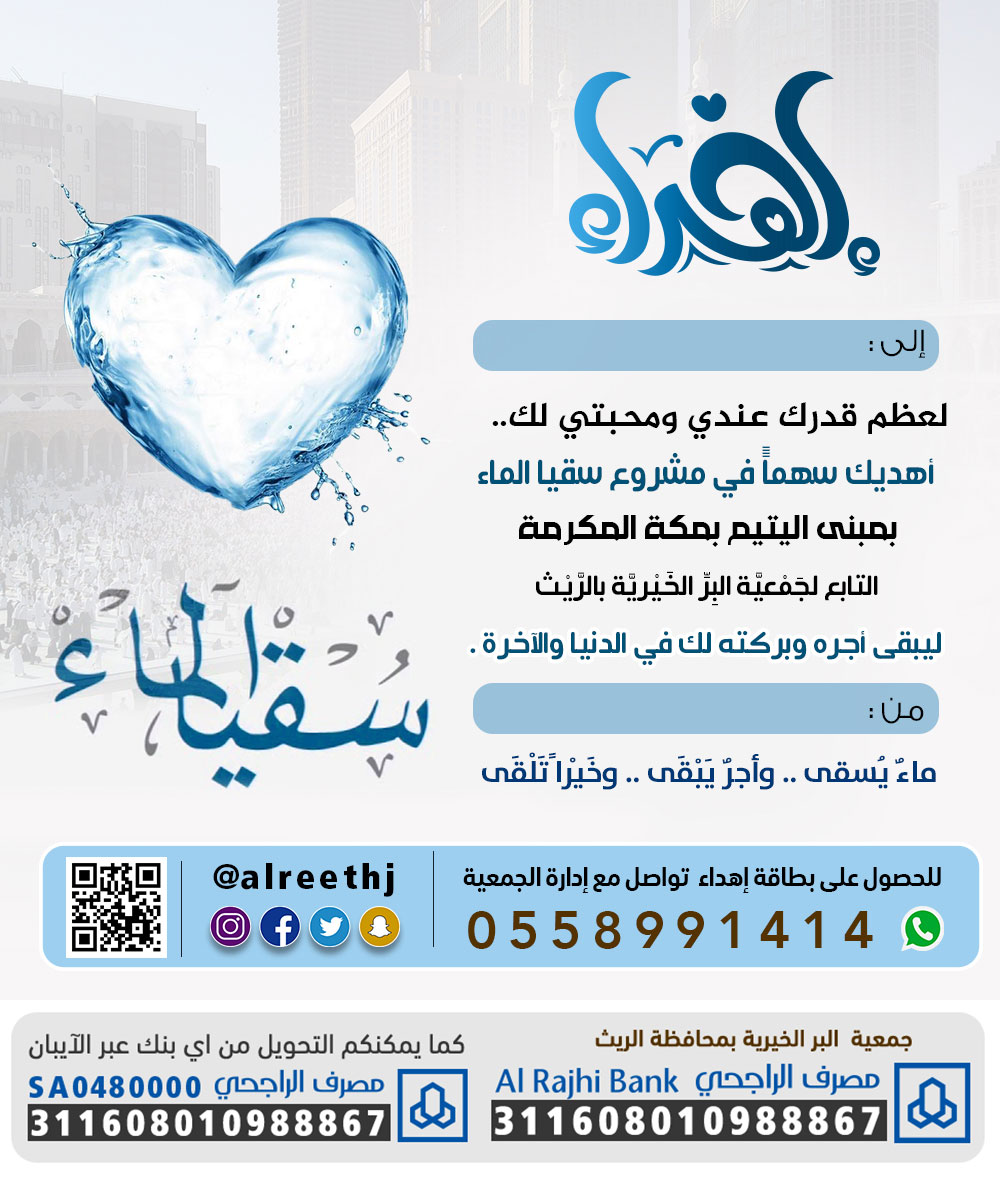 إهداء
إلى :
لعظم قدرك عندي ومحبتي لك..
أهديك سهماً في مشروع سقيا الماء
بمبنى اليتيم بمكة المكرمة
التابع لجَمْعيَّة البِرِّ الخَيْريَّة بالرَّيْث
ليبقى أجره وبركته لك في الدنيا والآخرة .
من :
ماءٌ يُسقى .. وأجرٌ يَبْقَى .. وخَيْراً تَلْقَى
سُقيا الماء
للحصول على بطاقة إهداء تواصل مع إدارة الجمعية
0558991414
@alreethj
جمعية البر الخيرية بمحافظة الريث
مصرف الراجحي Al Rajhi Bank
311608010988867
كما يمكنكم التحويل من اي بنك عبر الآيبان
مصرف الراجحي SA0480000
311608010988867